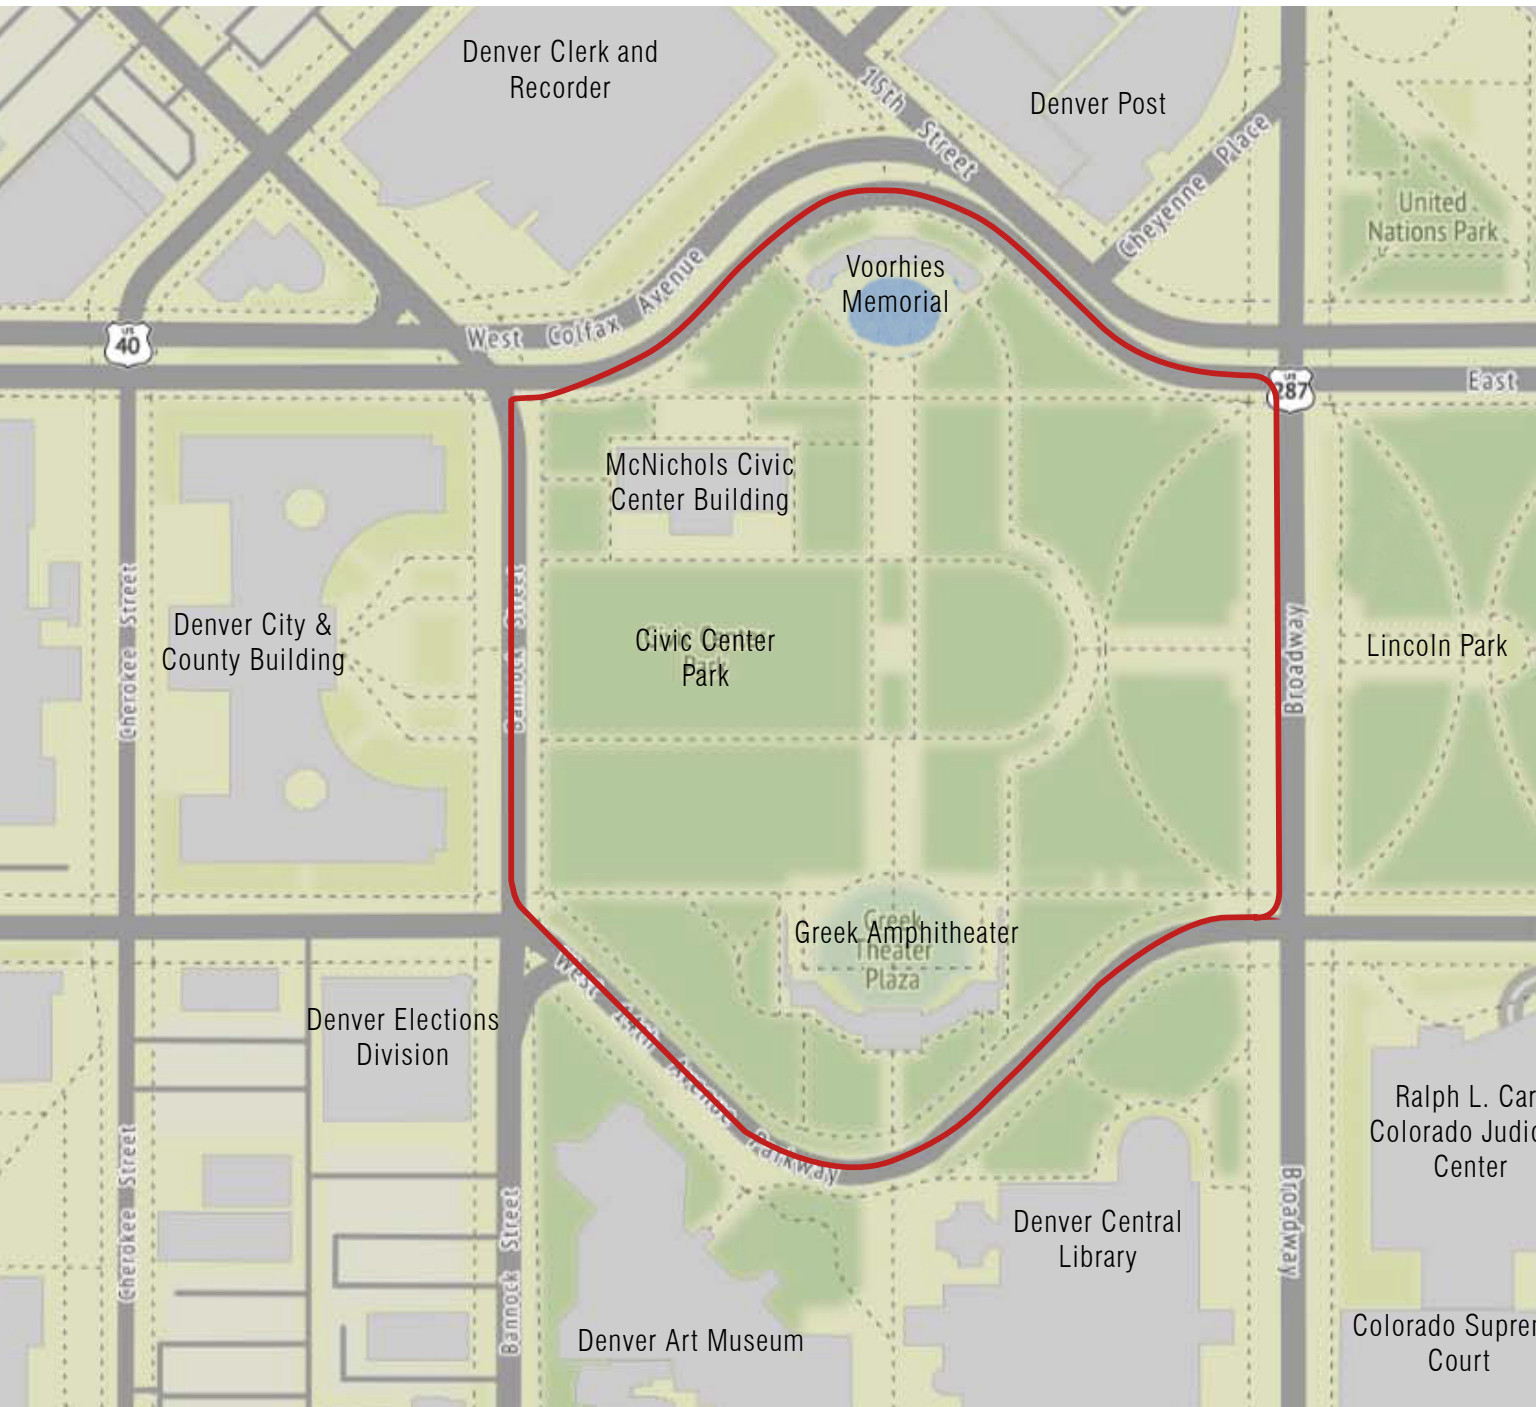 Denver Clerk and
Recorder
15th Street
Denver Post
Cheyenne Place
United
Nations Park
West Colfax Avenue
Voorhies
Memorial
US
40
US
287
East
McNichols Civic
Center Building
Cherokee Street
Denver City &
County Building
Bannock Street
Civic Center
Park
Broadway
Lincoln Park
Greek
Greek Amphitheater
Theater
Plaza
West 14th Avenue Parkway
Denver Elections
Division
Ralph L. Car
Colorado Judic
Center
Cherokee Street
Bannock Street
Denver Central
Library
Broadway
Denver Art Museum
Colorado Suprem
Court